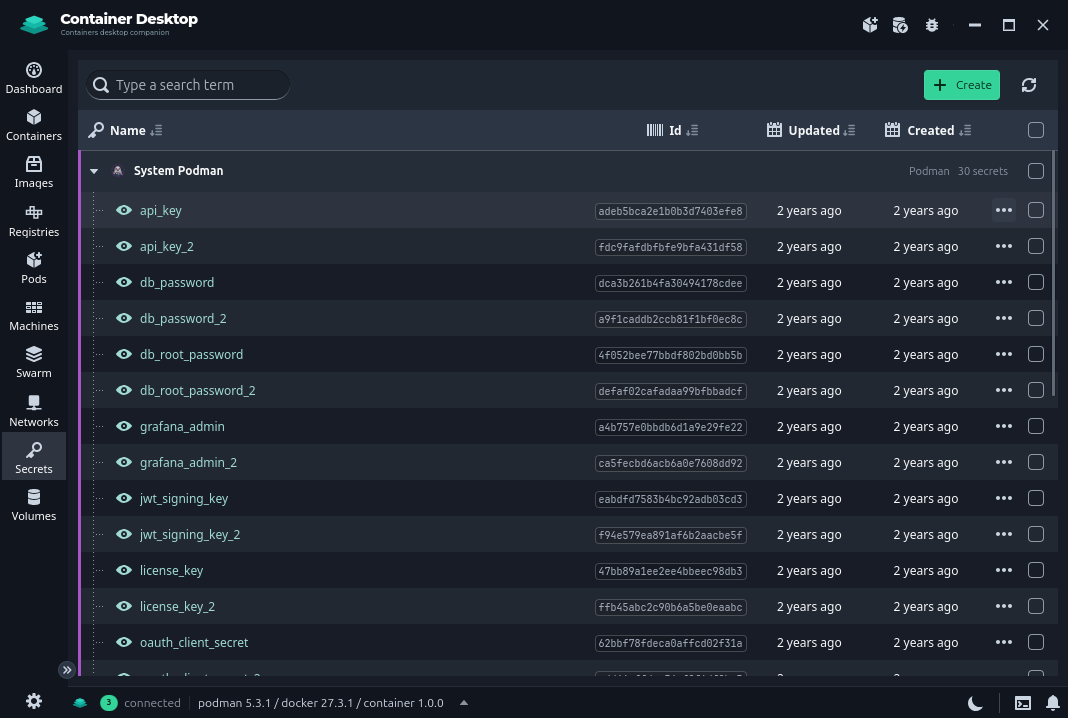 Container Desktop
Containers desktop companion
Dashboard
Containers
Images
Registries
Pods
Machines
Swarm
Networks
Secrets
Volumes
Type a search term
Create
Name Id Updated Created
System Podman Podman 30 secrets
api_key adeb5bca2e1b0b3d7403efe8 2 years ago 2 years ago
api_key_2 fdc9fafdbfbfe9bfa431df58 2 years ago 2 years ago
db_password dca3b261b4fa30494178cdee 2 years ago 2 years ago
db_password_2 a9f1caddb2ccb81f1bf0ec8c 2 years ago 2 years ago
db_root_password 4f052bee77bbdf802bd0bb5b 2 years ago 2 years ago
db_root_password_2 defaf02cafadaa99bfbbadcf 2 years ago 2 years ago
grafana_admin a4b757e0bbdb6d1a9e29fe22 2 years ago 2 years ago
grafana_admin_2 ca5fecbd6acb6a0e7608dd92 2 years ago 2 years ago
jwt_signing_key eabdfd7583b4bc92adb03cd3 2 years ago 2 years ago
jwt_signing_key_2 f94e579ea891af6b2aacbe5f 2 years ago 2 years ago
license_key 47bb89a1ee2ee4bbeec98db3 2 years ago 2 years ago
license_key_2 ffb45abc2c90b6a5be0eaabc 2 years ago 2 years ago
oauth_client_secret 62bbf78fdeca0affcd02f31a 2 years ago 2 years ago
3 connected podman 5.3.1 / docker 27.3.1 / container 1.0.0